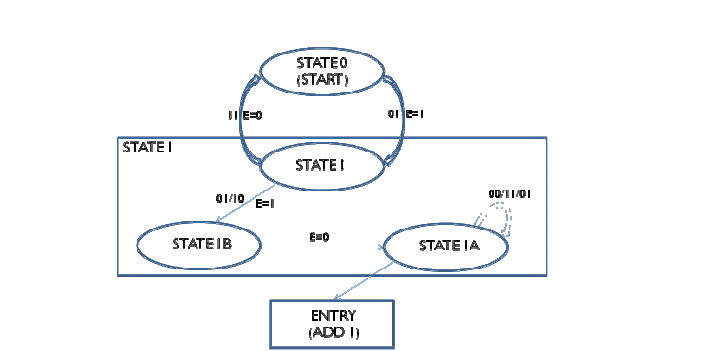 STATE 0
(START)
11 E=0
01 E=1
STATE 1
STATE 1
00/11/01
01/10
E=1
STATE 1B
E=0
STATE 1A
ENTRY
(ADD 1)